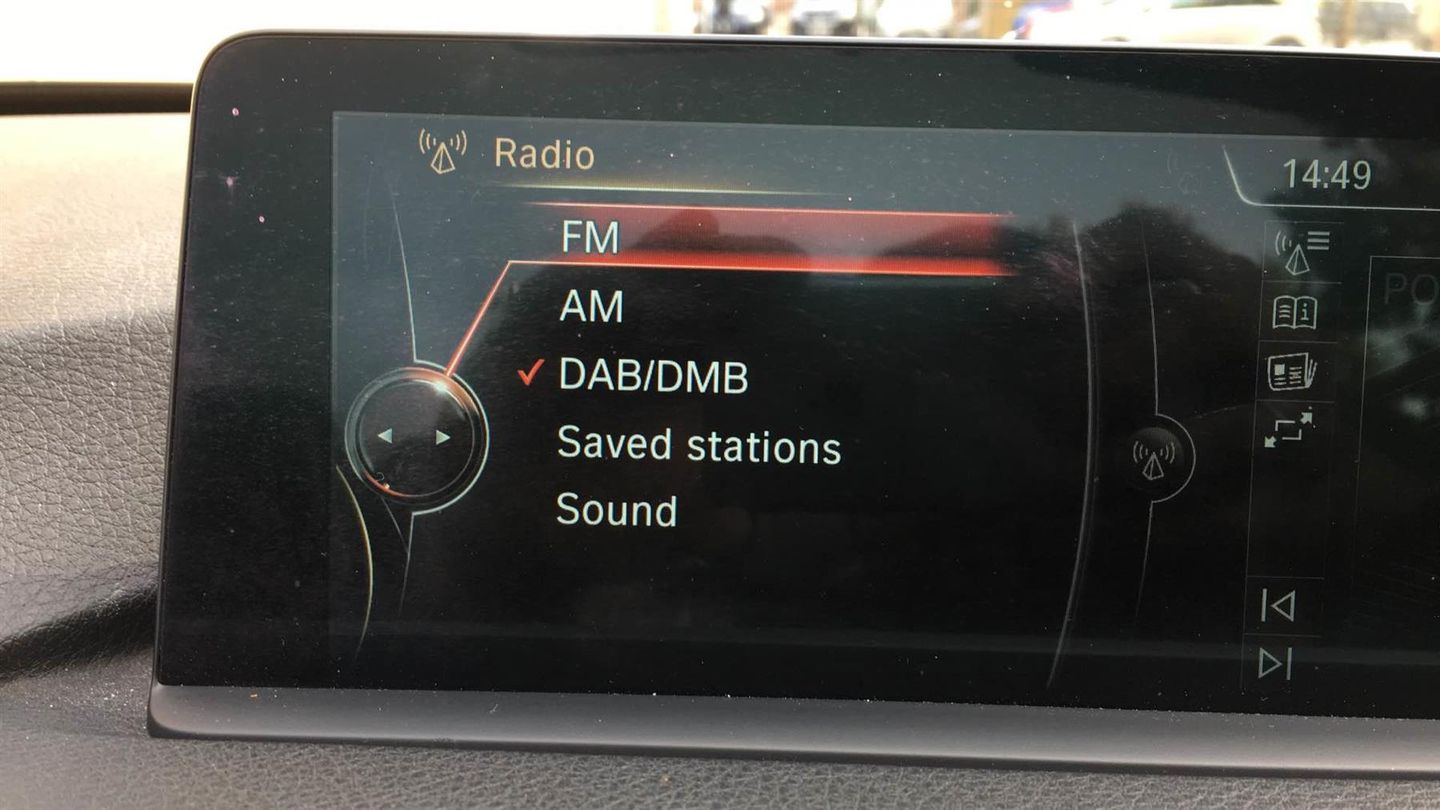 Radio
14:49
FM
AM
DAB/DMB
Saved stations
Sound